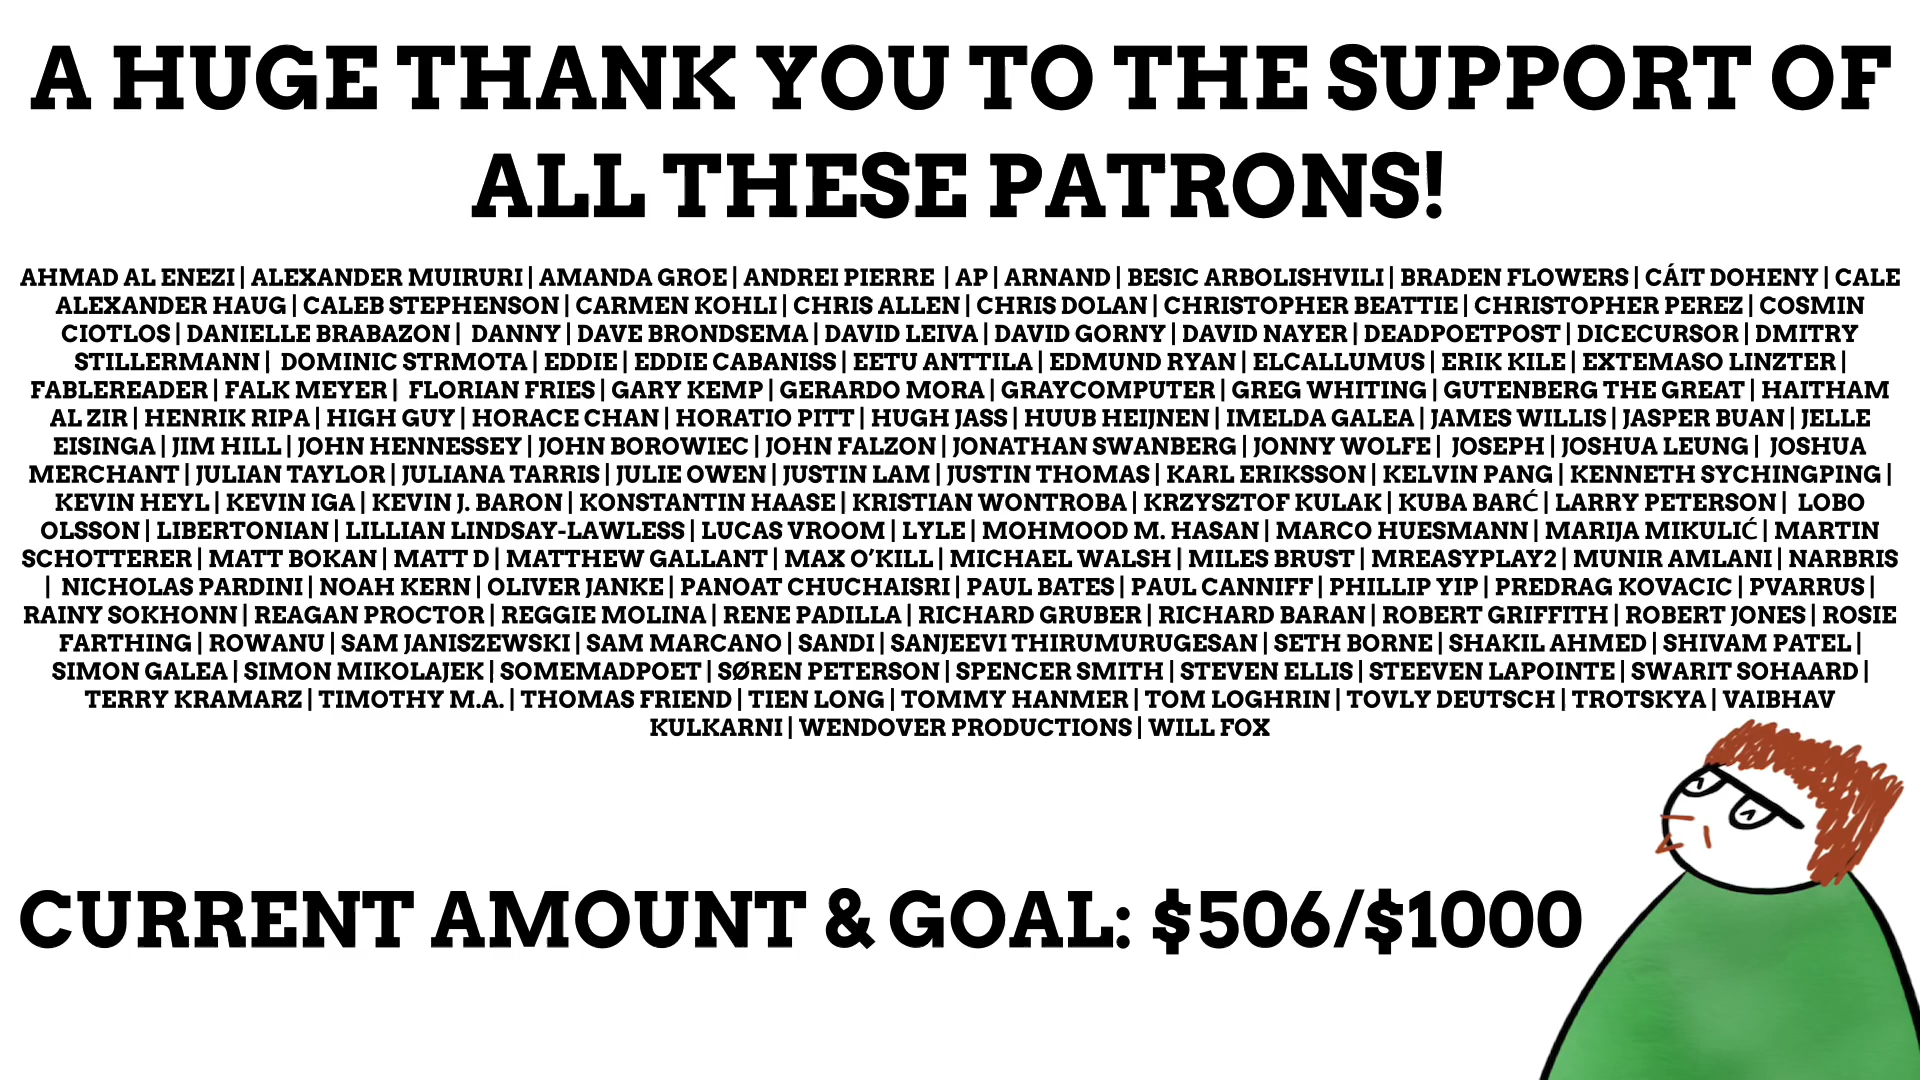 A HUGE THANK YOU TO THE SUPPORT OF
ALL THESE PATRONS!
AHMAD AL ENEZI | ALEXANDER MUIRURI | AMANDA GROE | ANDREI PIERRE | AP | ARNAND | BESIC ARBOLISHVILI | BRADEN FLOWERS | CÁIT DOHENY | CALE
ALEXANDER HAUG | CALEB STEPHENSON | CARMEN KOHLI | CHRIS ALLEN | CHRIS DOLAN | CHRISTOPHER BEATTIE | CHRISTOPHER PEREZ | COSMIN
CIOTLOS | DANIELLE BRABAZON | DANNY | DAVE BRONDSEMA | DAVID LEIVA | DAVID GORNY | DAVID NAYER | DEADPOETPOST | DICECURSOR | DMITRY
STILLERMANN | DOMINIC STRMOTA | EDDIE | EDDIE CABANISS | EETU ANTTILA | EDMUND RYAN | ELCALLUMUS | ERIK KILE | EXTEMASO LINZTER |
FABLEREADER | FALK MEYER | FLORIAN FRIES | GARY KEMP | GERARDO MORA | GRAYCOMPUTER | GREG WHITING | GUTENBERG THE GREAT | HAITHAM
AL ZIR | HENRIK RIPA | HIGH GUY | HORACE CHAN | HORATIO PITT | HUGH JASS | HUUB HEIJNEN | IMELDA GALEA | JAMES WILLIS | JASPER BUAN | JELLE
EISINGA | JIM HILL | JOHN HENNESSEY | JOHN BOROWIEC | JOHN FALZON | JONATHAN SWANBERG | JONNY WOLFE | JOSEPH | JOSHUA LEUNG | JOSHUA
MERCHANT | JULIAN TAYLOR | JULIANA TARRIS | JULIE OWEN | JUSTIN LAM | JUSTIN THOMAS | KARL ERIKSSON | KELVIN PANG | KENNETH SYCHINGPING |
KEVIN HEYL | KEVIN IGA | KEVIN J. BARON | KONSTANTIN HAASE | KRISTIAN WONTROBA | KRZYSZTOF KULAK | KUBA BARĆ | LARRY PETERSON | LOBO
OLSSON | LIBERTONIAN | LILLIAN LINDSAY-LAWLESS | LUCAS VROOM | LYLE | MOHMOOD M. HASAN | MARCO HUESMANN | MARIJA MIKULIĆ | MARTIN
SCHOTTERER | MATT BOKAN | MATT D | MATTHEW GALLANT | MAX O’KILL | MICHAEL WALSH | MILES BRUST | MREASYPLAY2 | MUNIR AMLANI | NARBRIS
| NICHOLAS PARDINI | NOAH KERN | OLIVER JANKE | PANOAT CHUCHAISRI | PAUL BATES | PAUL CANNIFF | PHILLIP YIP | PREDRAG KOVACIC | PVARRUS |
RAINY SOKHONN | REAGAN PROCTOR | REGGIE MOLINA | RENE PADILLA | RICHARD GRUBER | RICHARD BARAN | ROBERT GRIFFITH | ROBERT JONES | ROSIE
FARTHING | ROWANU | SAM JANISZEWSKI | SAM MARCANO | SANDI | SANJEEVI THIRUMURUGESAN | SETH BORNE | SHAKIL AHMED | SHIVAM PATEL |
SIMON GALEA | SIMON MIKOLAJEK | SOMEMADPOET | SØREN PETERSON | SPENCER SMITH | STEVEN ELLIS | STEEVEN LAPOINTE | SWARIT SOHAARD |
TERRY KRAMARZ | TIMOTHY M.A. | THOMAS FRIEND | TIEN LONG | TOMMY HANMER | TOM LOGHRIN | TOVLY DEUTSCH | TROTSKYA | VAIBHAV
KULKARNI | WENDOVER PRODUCTIONS | WILL FOX
CURRENT AMOUNT & GOAL: $506/$1000